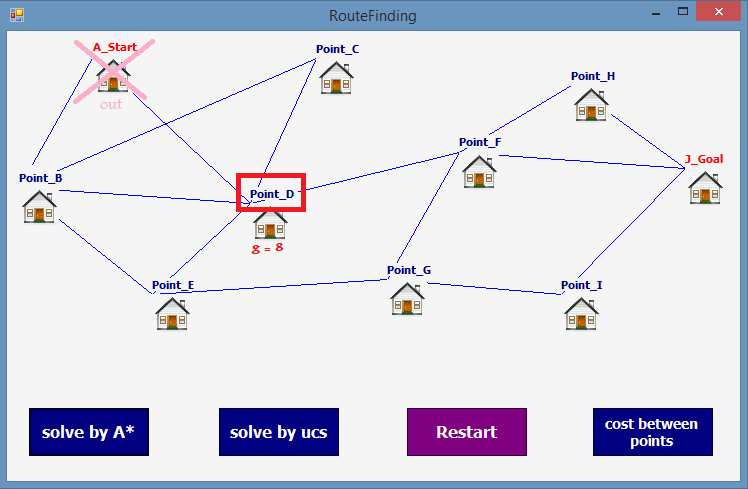 RouteFinding
A_Start
Point_C
Point_H
out
Point_F
J_Goal
Point_B
Point_D
g = 8
Point_G
Point_E
Point_I
solve by A*
solve by ucs
Restart
cost between
points